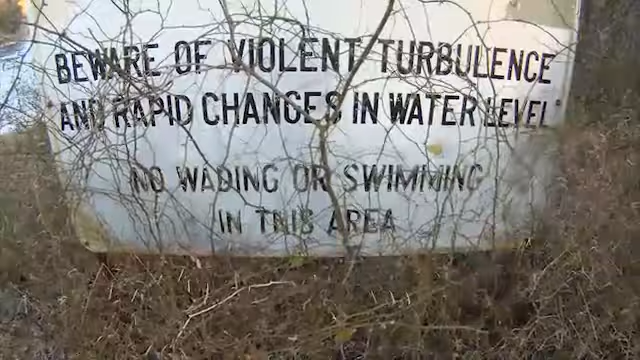 BEWARE OF VIOLENT TURBULENCE
AND RAPID CHANGES IN WATER LEVEL
NO WADING OR SWIMMING
IN THIS AREA